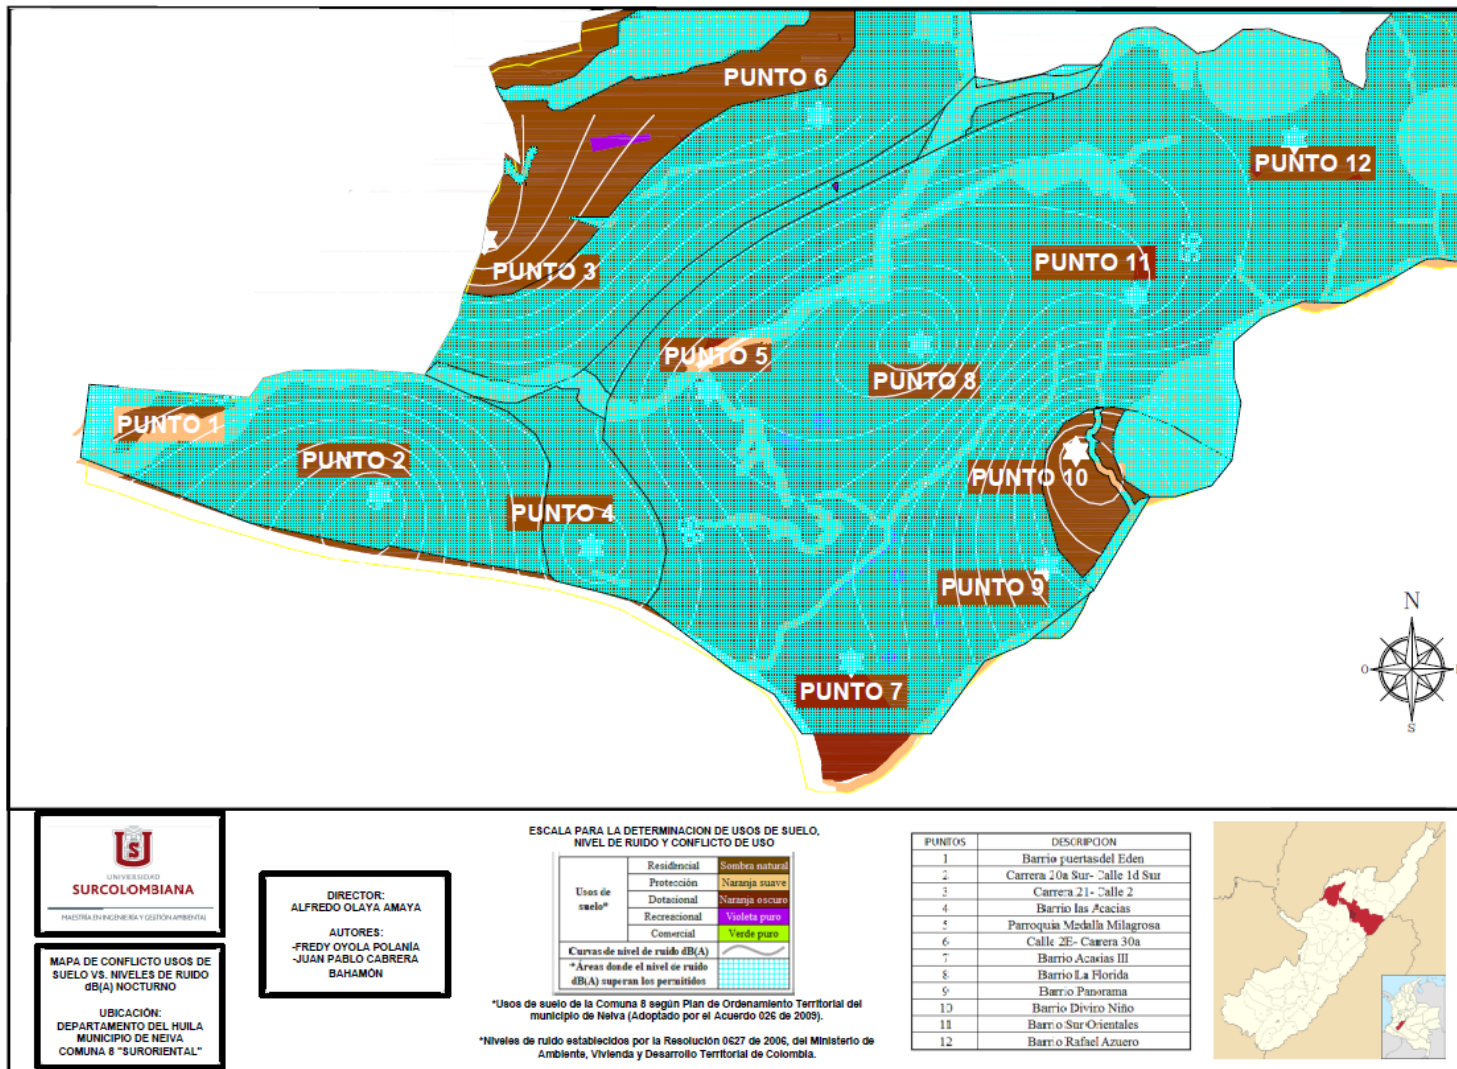 PUNTO 6
PUNTO 12
PUNTO 3
PUNTO 11
65
PUNTO 5
PUNTO 8
PUNTO 1
PUNTO 2
PUNTO 10
PUNTO 4
65
PUNTO 9
PUNTO 7
N
O
S
UNIVERSIDAD
SURCOLOMBIANA
MAESTRÍA EN INGENIERÍA Y GESTIÓN AMBIENTAL
MAPA DE CONFLICTO USOS DE
SUELO VS. NIVELES DE RUIDO
dB(A) NOCTURNO
UBICACIÓN:
DEPARTAMENTO DEL HUILA
MUNICIPIO DE NEIVA
COMUNA 8 "SURORIENTAL"
DIRECTOR:
ALFREDO OLAYA AMAYA
AUTORES:
-FREDY OYOLA POLANÍA
-JUAN PABLO CABRERA
BAHAMÓN
ESCALA PARA LA DETERMINACION DE USOS DE SUELO,
NIVEL DE RUIDO Y CONFLICTO DE USO
Usos de suelo*
Residencial Sombra natural
Protección Naranja suave
Dotacional Naranja oscuro
Recreacional Violeta puro
Comercial Verde puro
Curvas de nivel de ruido dB(A)
*Áreas donde el nivel de ruido
dB(A) superan los permitidos
*Usos de suelo de la Comuna 8 según Plan de Ordenamiento Territorial del
municipio de Neiva (Adoptado por el Acuerdo 026 de 2009).
*Niveles de ruido establecidos por la Resolución 0627 de 2006, del Ministerio de
Ambiente, Vivienda y Desarrollo Territorial de Colombia.
PUNTOS DESCRIPCION
1 Barrio puertas del Eden
2 Carrera 20a Sur- Calle 1d Sur
3 Carrera 21- Calle 2
4 Barrio las Acacias
5 Parroquia Medalla Milagrosa
6 Calle 2E- Carrera 30a
7 Barrio Acacias III
8 Barrio La Florida
9 Barrio Panorama
10 Barrio Divino Niño
11 Barrio Sur Orientales
12 Barrio Rafael Azuero